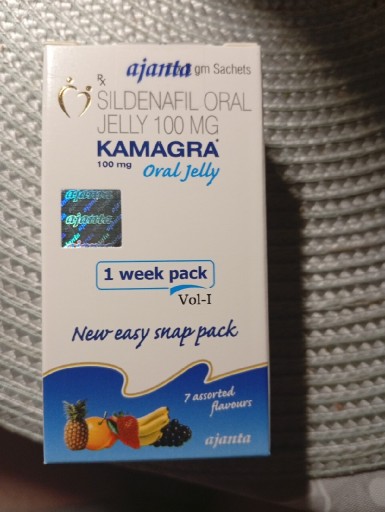 ajanta gm Sachets
Rx
SILDENAFIL ORAL
JELLY 100 MG
KAMAGRA
100 mg
Oral Jelly
ajanta
ajanta
1 week pack
Vol-I
New easy snap pack
7 assorted
flavours
ajanta